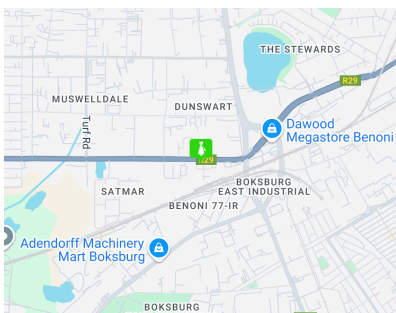 THE STEWARDS
R29
MUSWELLDALE
DUNSWART
Turf Rd
Dawood
Megastore Benoni
R29
BOKSBURG
EAST INDUSTRIAL
SATMAR
BENONI 77-IR
Adendorff Machinery
Mart Boksburg
BOKSBURG